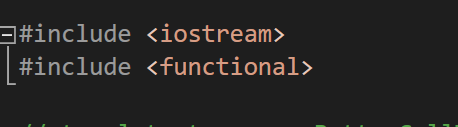 #include <iostream>
#include <functional>